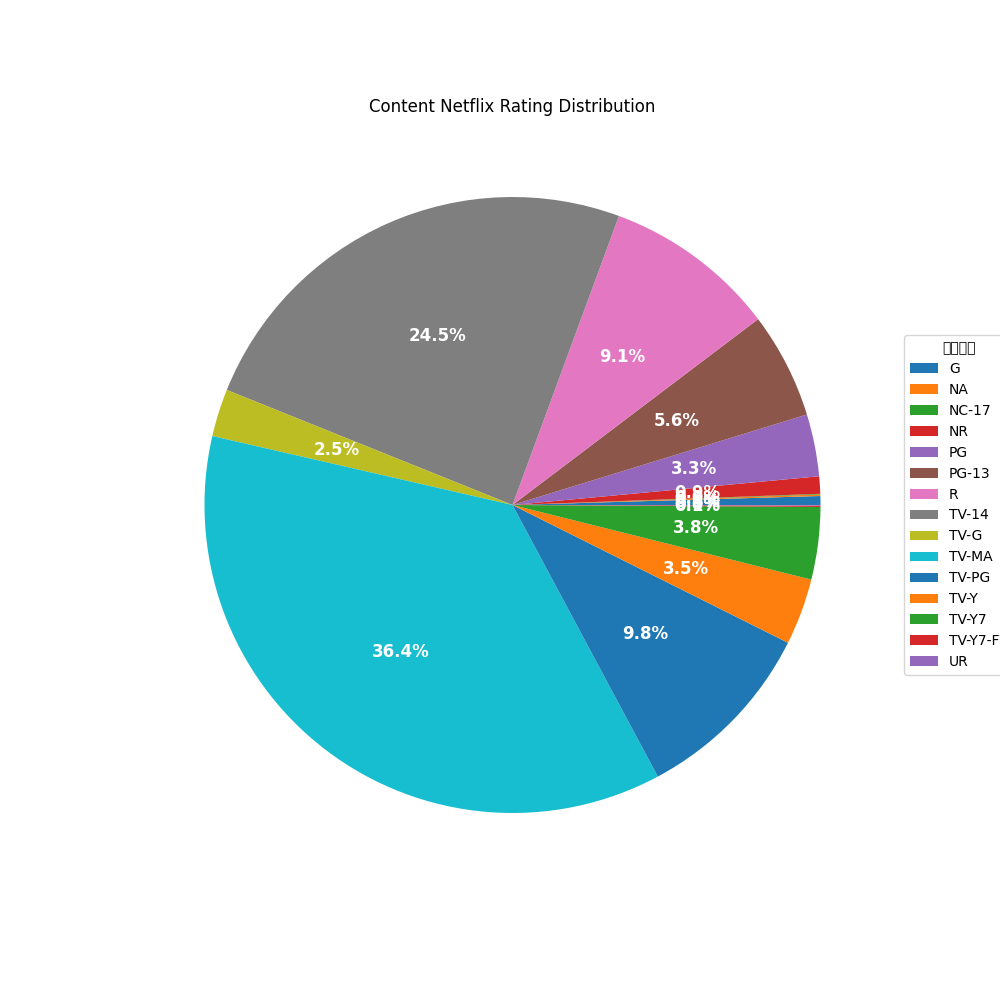 Content Netflix Rating Distribution
24.5%
9.1%
5.6%
3.3%
2.5%
3.8%
3.5%
9.8%
36.4%
G
NA
NC-17
NR
PG
PG-13
R
TV-14
TV-G
TV-MA
TV-PG
TV-Y
TV-Y7
TV-Y7-F
UR